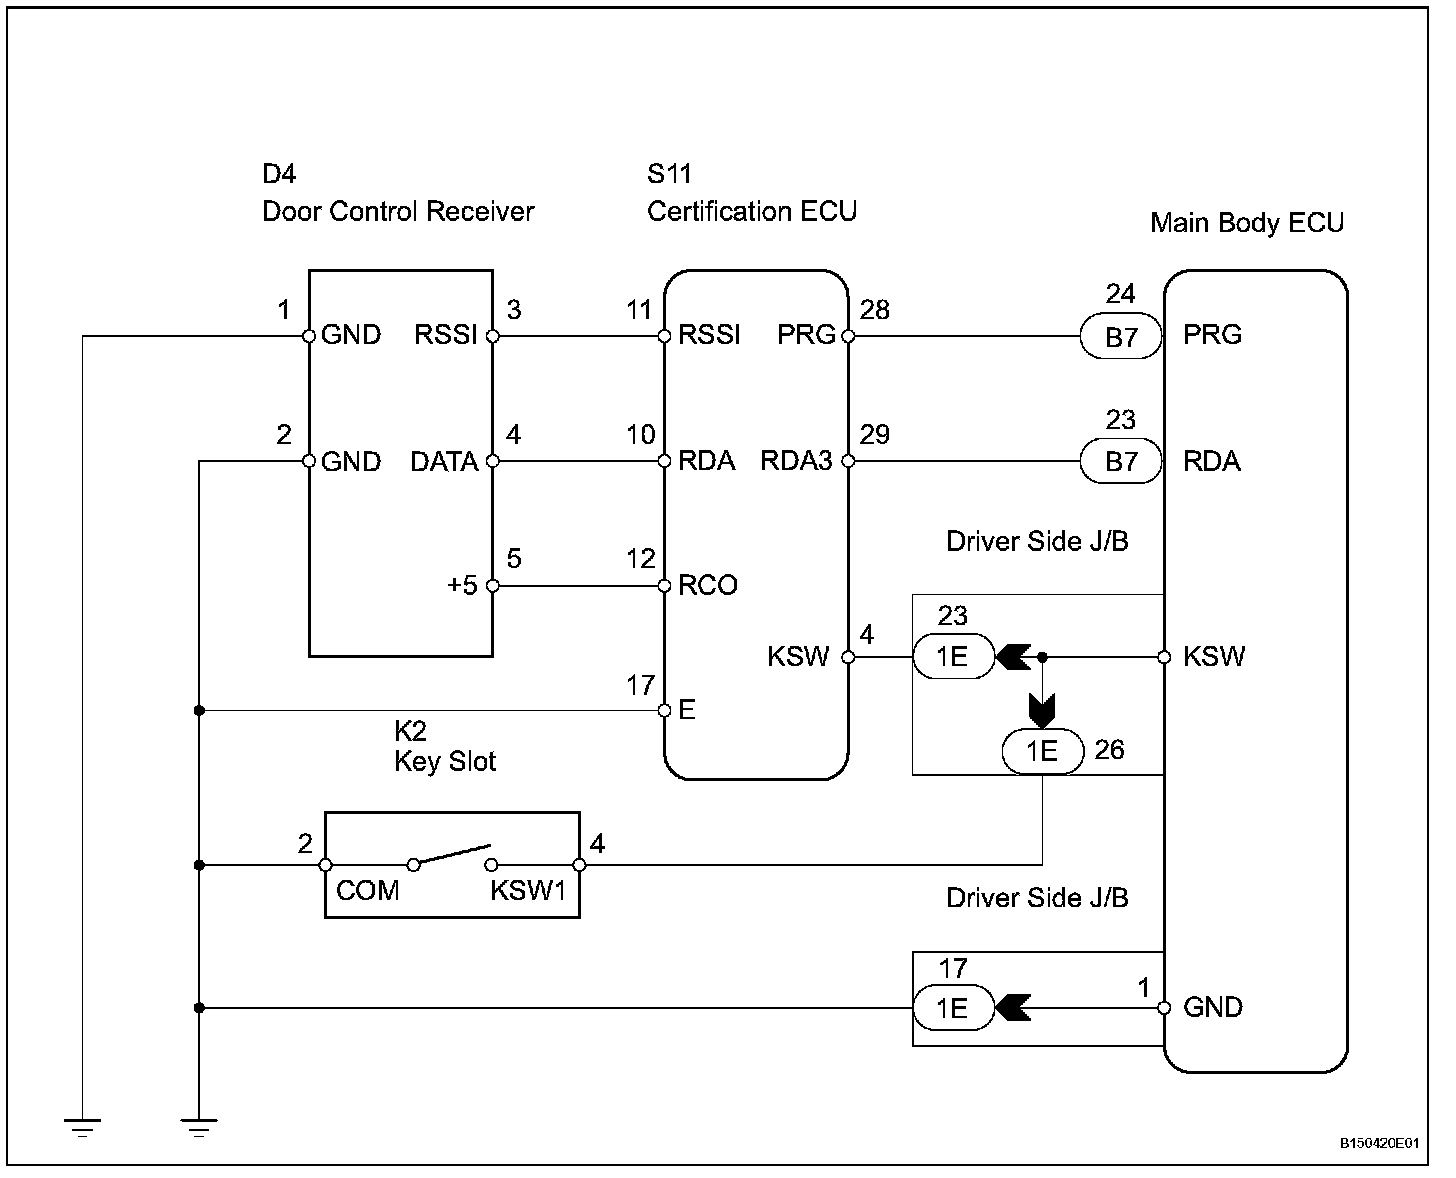 D4
Door Control Receiver
S11
Certification ECU
Main Body ECU
1
GND
RSSI
3
11
RSSI
PRG
28
24
B7
PRG
2
GND
DATA
4
10
RDA
RDA3
29
23
B7
RDA
+5
5
12
RCO
Driver Side J/B
KSW
4
23
1E
KSW
17
E
1E
26
K2
Key Slot
2
COM
KSW1
4
Driver Side J/B
17
1E
1
GND
B150420E01